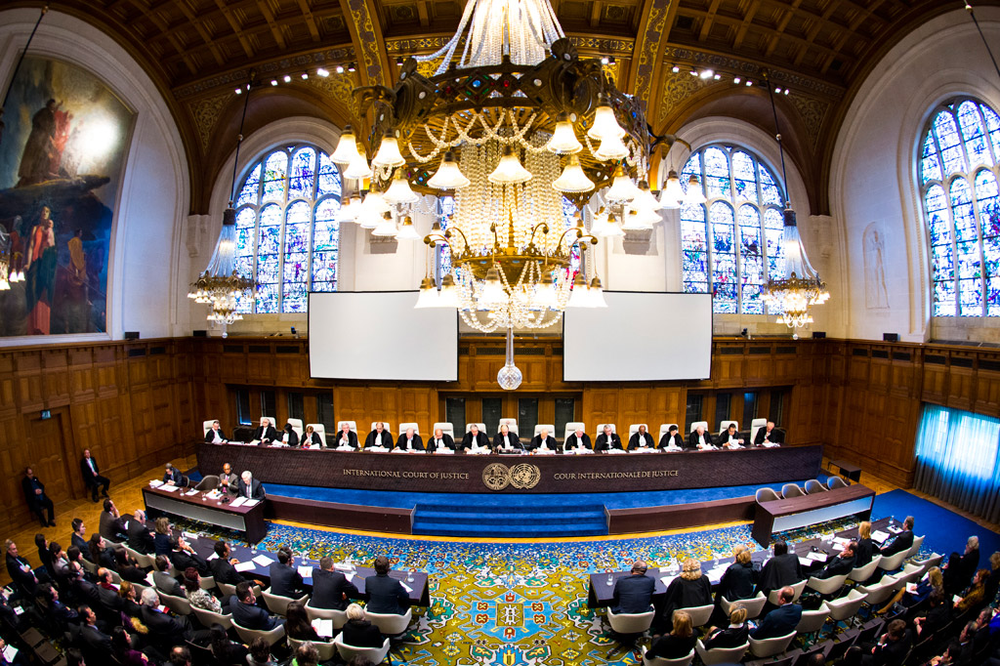 INTERNATIONAL COURT OF JUSTICE
COUR INTERNATIONALE DE JUSTICE